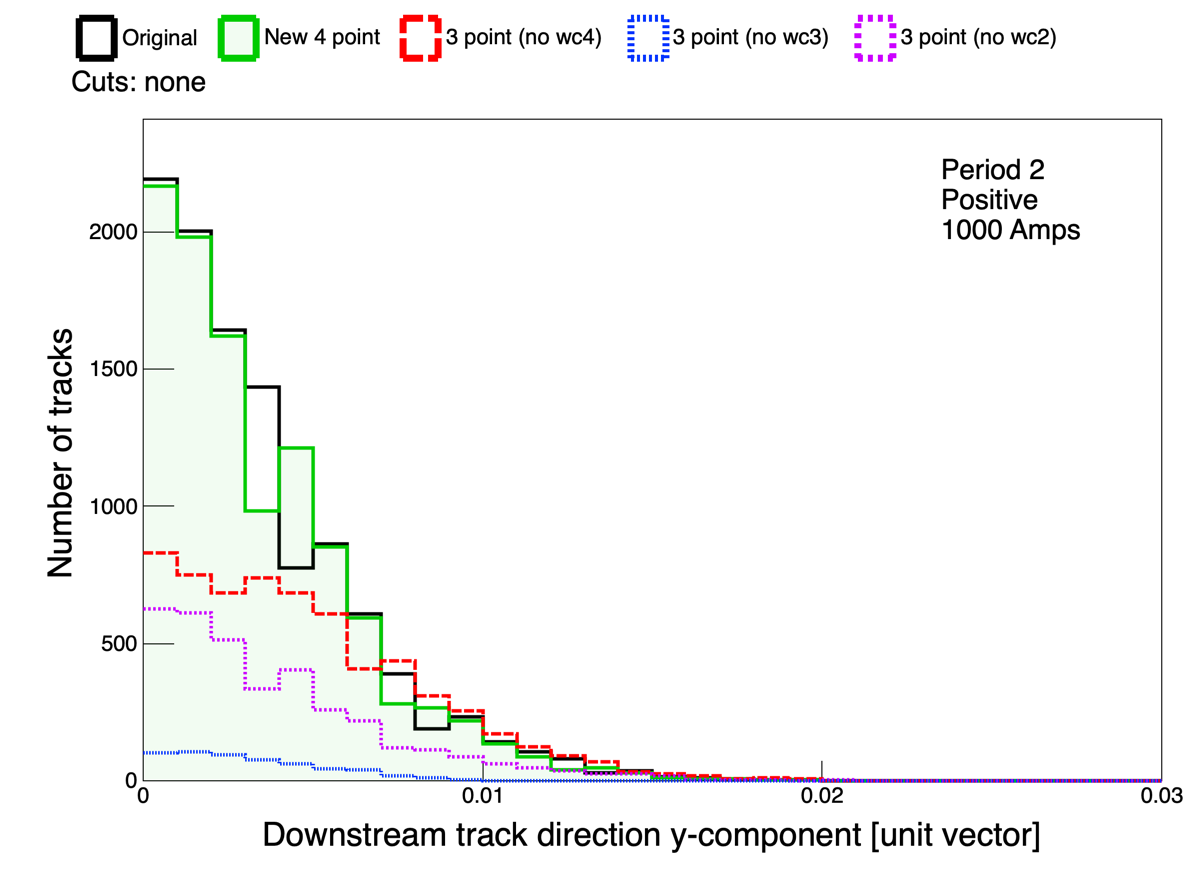 Original New 4 point 3 point (no wc4) 3 point (no wc3) 3 point (no wc2)
Cuts: none
Period 2
Positive
1000 Amps
Number of tracks
2000
1500
1000
500
0
0 0.01 0.02 0.03
Downstream track direction y-component [unit vector]